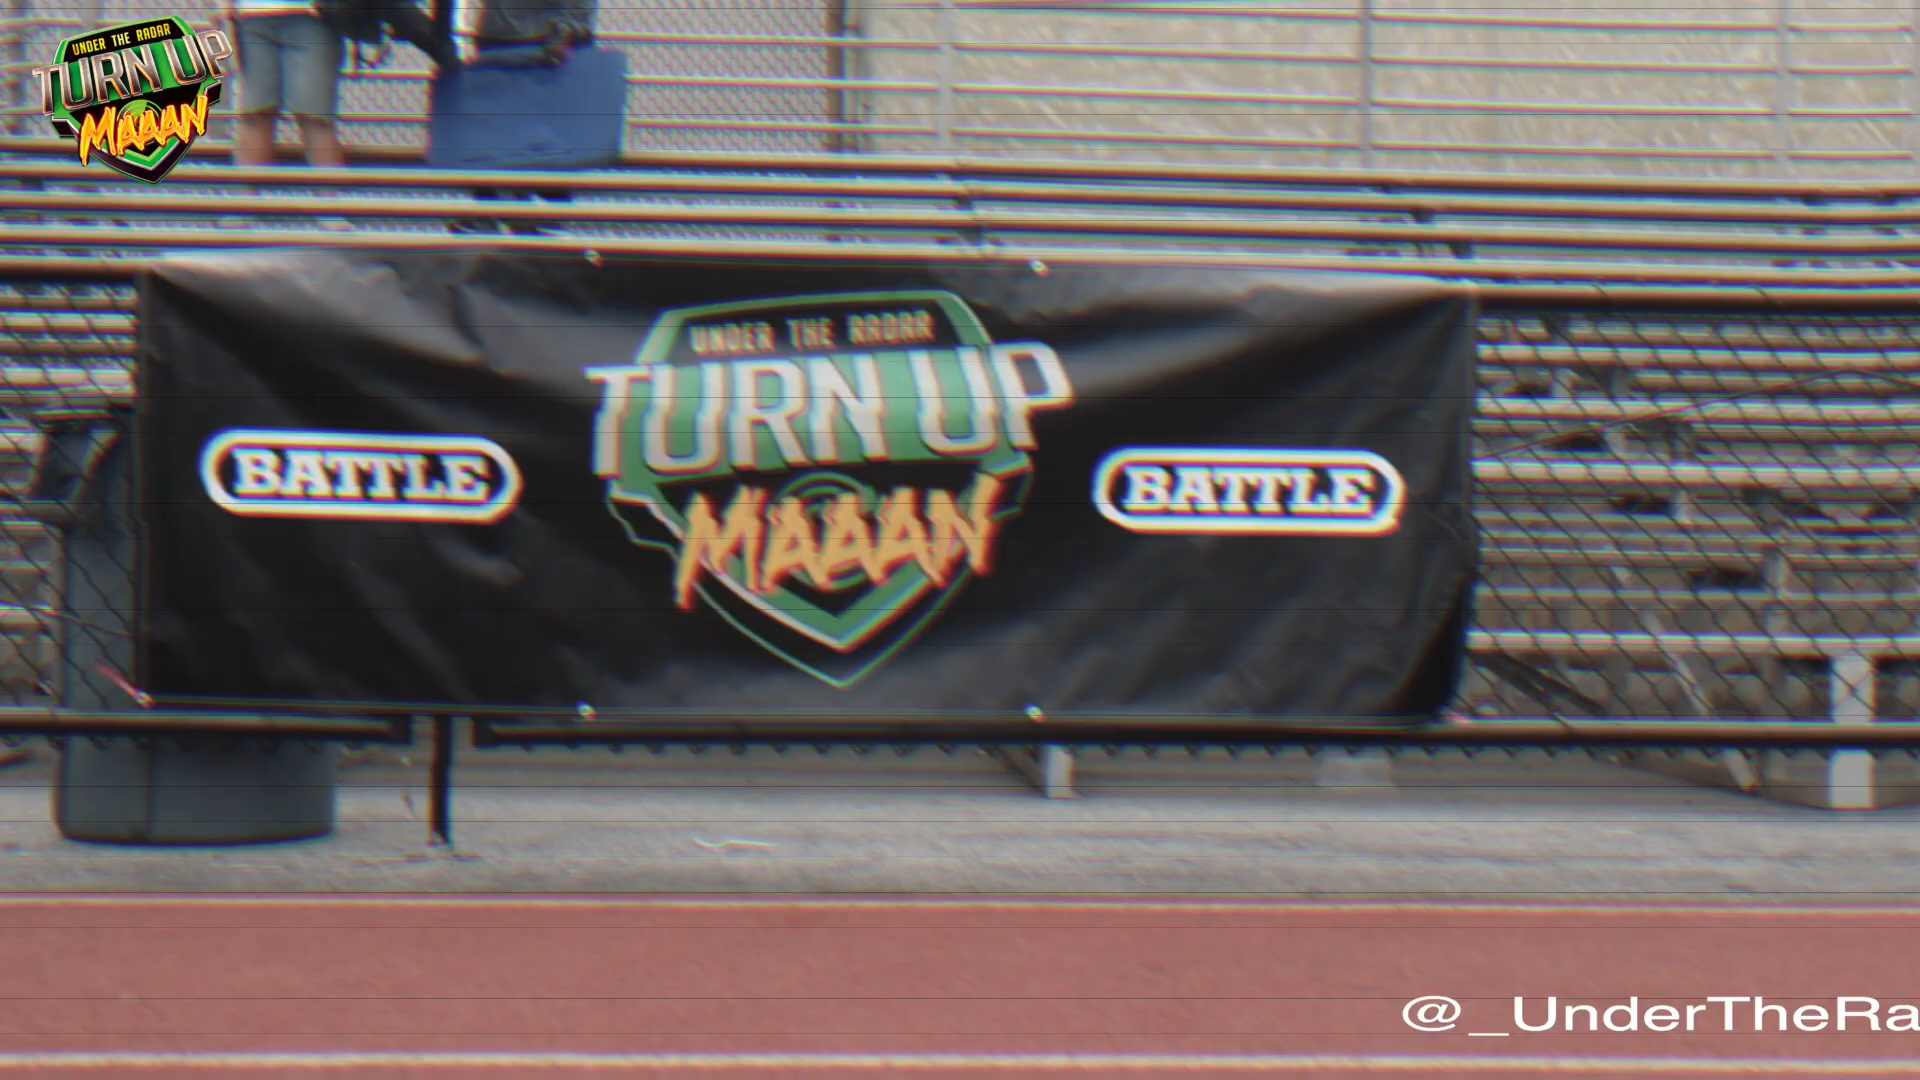 UNDER THE RADAR
TURN UP
MAAAN
UNDER THE RADAR
TURN UP
MAAAN
BATTLE
BATTLE
@_UnderTheRa